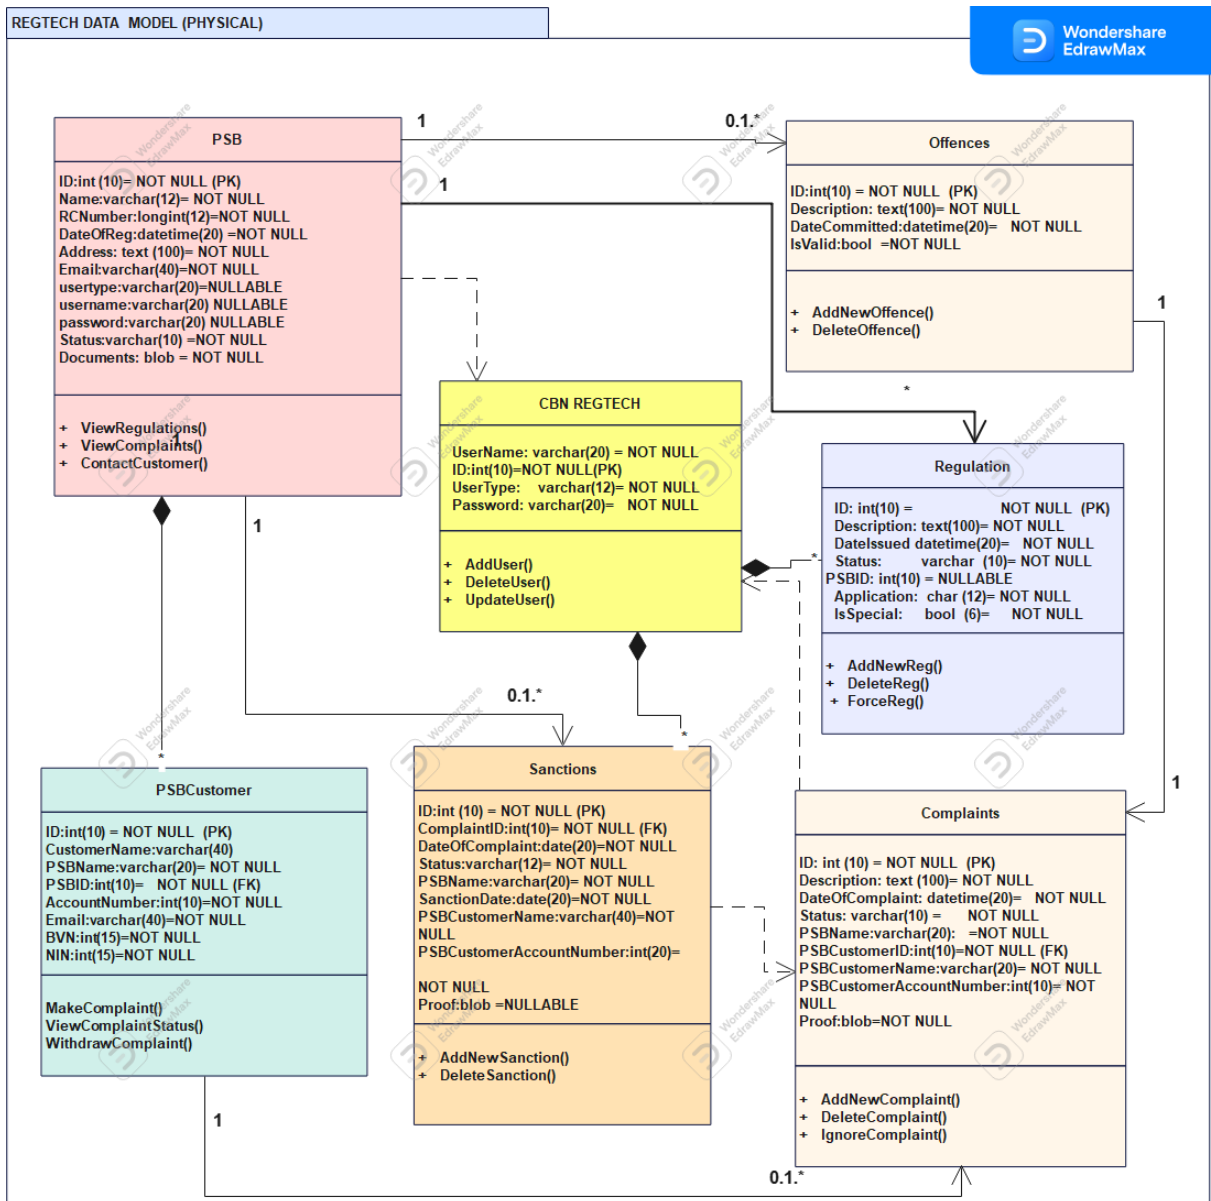 REGTECH DATA  MODEL (PHYSICAL)
Wondershare
EdrawMax
PSB
ID:int (10)= NOT NULL (PK)
Name:varchar(12)= NOT NULL
RCNumber:longint(12)=NOT NULL
DateOfReg:datetime(20) =NOT NULL
Address: text (100)= NOT NULL
Email:varchar(40)=NOT NULL
usertype:varchar(20)=NULLABLE
username:varchar(20) NULLABLE
password:varchar(20) NULLABLE
Status:varchar(10) =NOT NULL
Documents: blob = NOT NULL
+ ViewRegulations()
+ ViewComplaints()
+ ContactCustomer()
1
1
0.1.*
1
Offences
ID:int(10) = NOT NULL  (PK)
Description: text(100)= NOT NULL
DateCommitted:datetime(20)=   NOT NULL
IsValid:bool  =NOT NULL
+ AddNewOffence()
+ DeleteOffence()
1
*
CBN REGTECH
UserName: varchar(20) = NOT NULL
ID:int(10)=NOT NULL(PK)
UserType:    varchar(12)= NOT NULL
Password: varchar(20)=   NOT NULL
+ AddUser()
+ DeleteUser()
+ UpdateUser()
*
Regulation
ID: int(10) =                    NOT NULL  (PK)
Description: text(100)= NOT NULL
DateIssued datetime(20)=   NOT NULL
Status:         varchar  (10)= NOT NULL
PSBID: int(10) = NULLABLE
Application:  char (12)= NOT NULL
IsSpecial:      bool  (6)=     NOT NULL
+ AddNewReg()
+ DeleteReg()
+ ForceReg()
1
0.1.*
*
*
PSBCustomer
ID:int(10) = NOT NULL  (PK)
CustomerName:varchar(40)
PSBName:varchar(20)= NOT NULL
PSBID:int(10)=   NOT NULL (FK)
AccountNumber:int(10)=NOT NULL
Email:varchar(40)=NOT NULL
BVN:int(15)=NOT NULL
NIN:int(15)=NOT NULL
MakeComplaint()
ViewComplaintStatus()
WithdrawComplaint()
Sanctions
ID:int (10) = NOT NULL (PK)
ComplaintID:int(10)= NOT NULL (FK)
DateOfComplaint:date(20)=NOT NULL
Status:varchar(12)= NOT NULL
PSBName:varchar(20)= NOT NULL
SanctionDate:date(20)=NOT NULL
PSBCustomerName:varchar(40)=NOT
NULL
PSBCustomerAccountNumber:int(20)=
NOT NULL
Proof:blob =NULLABLE
+ AddNewSanction()
+ DeleteSanction()
1
Complaints
ID: int (10) = NOT NULL  (PK)
Description: text (100)= NOT NULL
DateOfComplaint: datetime(20)=   NOT NULL
Status: varchar(10) =      NOT NULL
PSBName:varchar(20):   =NOT NULL
PSBCustomerID:int(10)=NOT NULL (FK)
PSBCustomerName:varchar(20)= NOT NULL
PSBCustomerAccountNumber:int(10)= NOT
NULL
Proof:blob=NOT NULL
+ AddNewComplaint()
+ DeleteComplaint()
+ IgnoreComplaint()
1
0.1.*